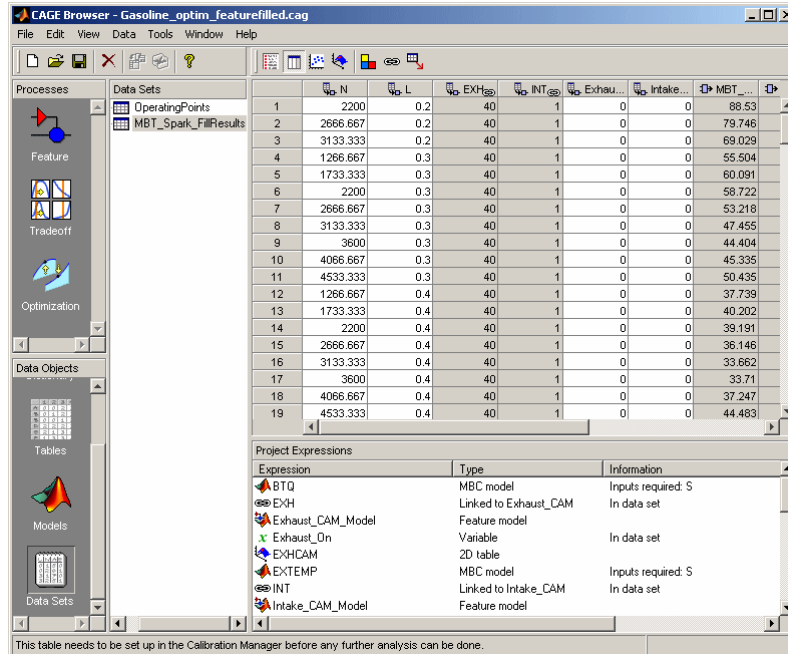 CAGE Browser - Gasoline_optim_featurefilled.cag
File Edit View Data Tools Window Help
Processes
Feature
Tradeoff
Optimization
Data Objects
Tables
Models
Data Sets
Data Sets
OperatingPoints
MBT_Spark_FillResults
N L EXH INT Exhau... Intake... MBT_...
1 2200 0.2 40 1 0 0 88.53
2 2666.667 0.2 40 1 0 0 79.746
3 3133.333 0.2 40 1 0 0 69.029
4 1266.667 0.3 40 1 0 0 55.504
5 1733.333 0.3 40 1 0 0 60.091
6 2200 0.3 40 1 0 0 58.722
7 2666.667 0.3 40 1 0 0 53.218
8 3133.333 0.3 40 1 0 0 47.455
9 3600 0.3 40 1 0 0 44.404
10 4066.667 0.3 40 1 0 0 45.335
11 4533.333 0.3 40 1 0 0 50.435
12 1266.667 0.4 40 1 0 0 37.739
13 1733.333 0.4 40 1 0 0 40.202
14 2200 0.4 40 1 0 0 39.191
15 2666.667 0.4 40 1 0 0 36.146
16 3133.333 0.4 40 1 0 0 33.662
17 3600 0.4 40 1 0 0 33.71
18 4066.667 0.4 40 1 0 0 37.247
19 4533.333 0.4 40 1 0 0 44.483
Project Expressions
Expression Type Information
BTQ MBC model Inputs required: S
EXH Linked to Exhaust_CAM In data set
Exhaust_CAM_Model Feature model
Exhaust_On Variable In data set
EXHCAM 2D table
EXTEMP MBC model Inputs required: S
INT Linked to Intake_CAM In data set
Intake_CAM_Model Feature model
This table needs to be set up in the Calibration Manager before any further analysis can be done.